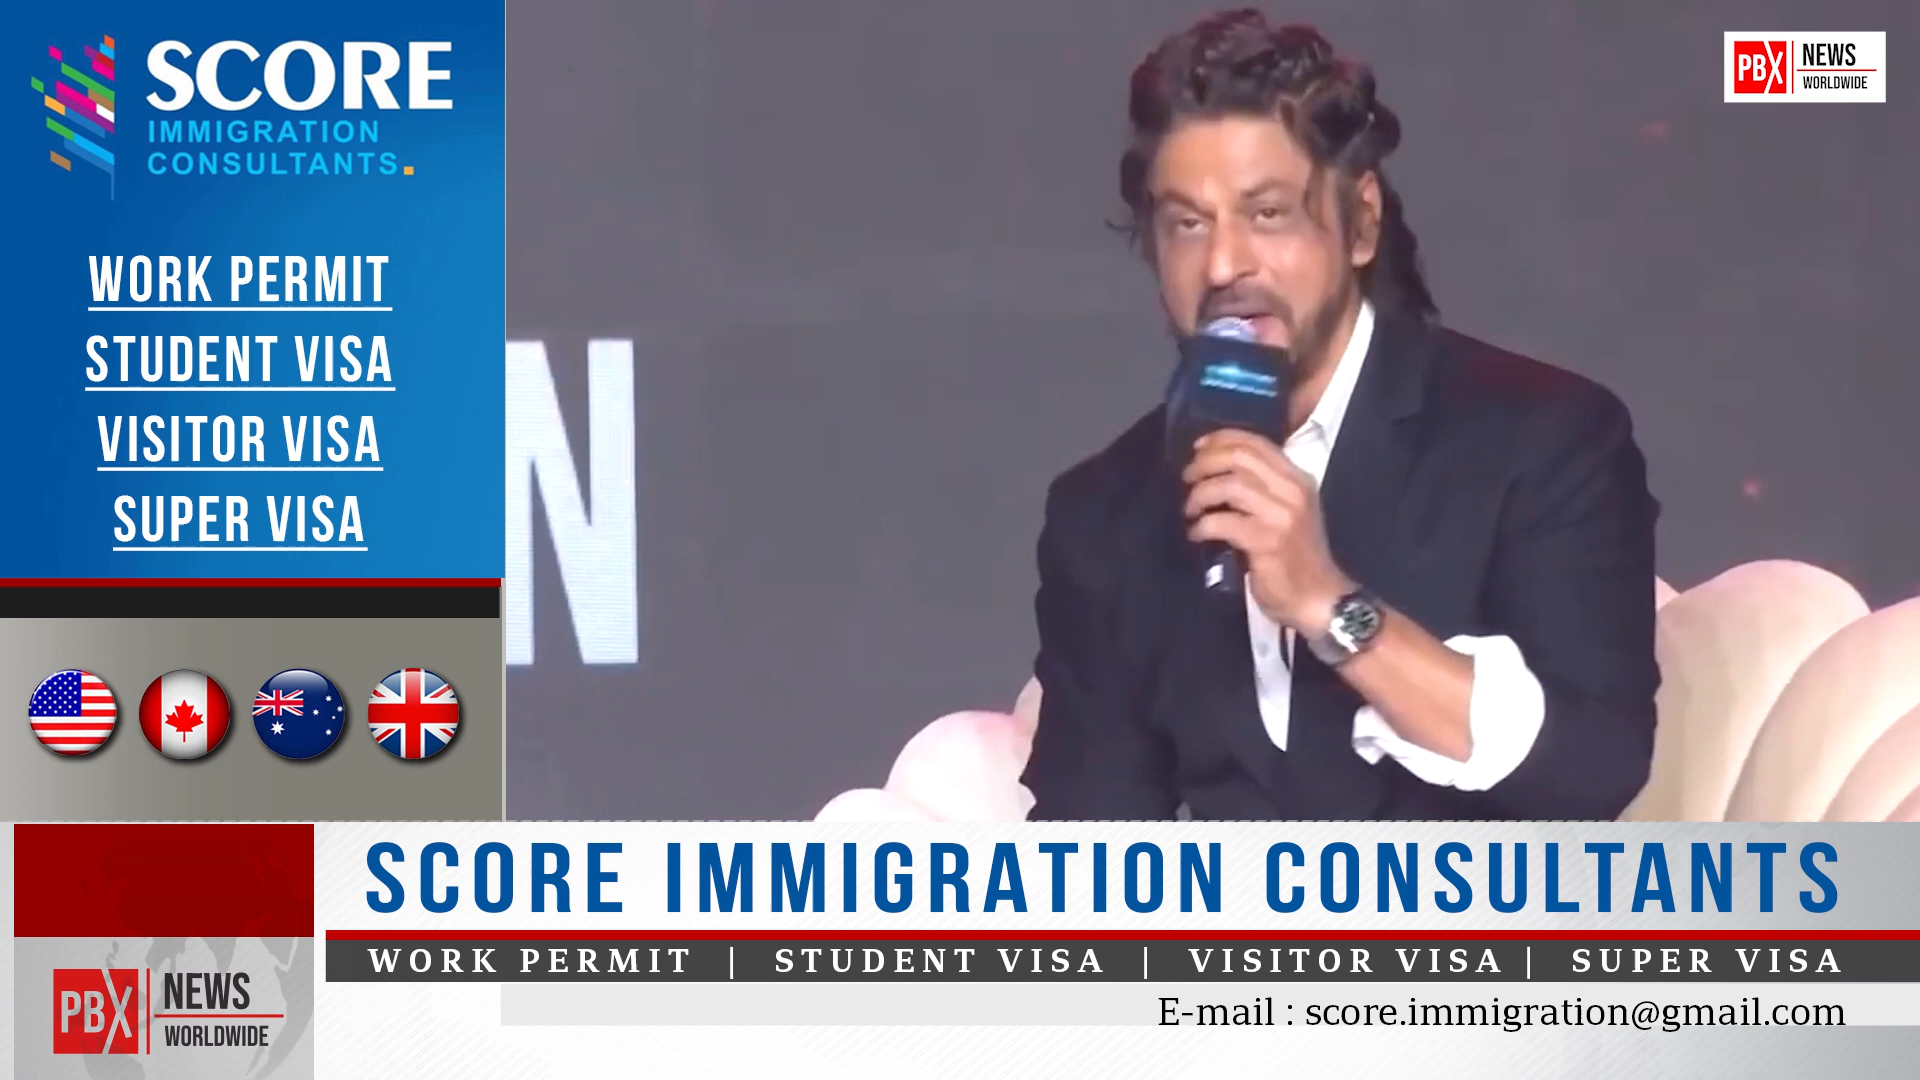 SCORE
IMMIGRATION
CONSULTANTS.
WORK PERMIT
STUDENT VISA
VISITOR VISA
SUPER VISA
PBX NEWS
WORLDWIDE
N
SCORE IMMIGRATION CONSULTANTS
WORK PERMIT | STUDENT VISA | VISITOR VISA | SUPER VISA
E-mail : score.immigration@gmail.com
PBX NEWS
WORLDWIDE